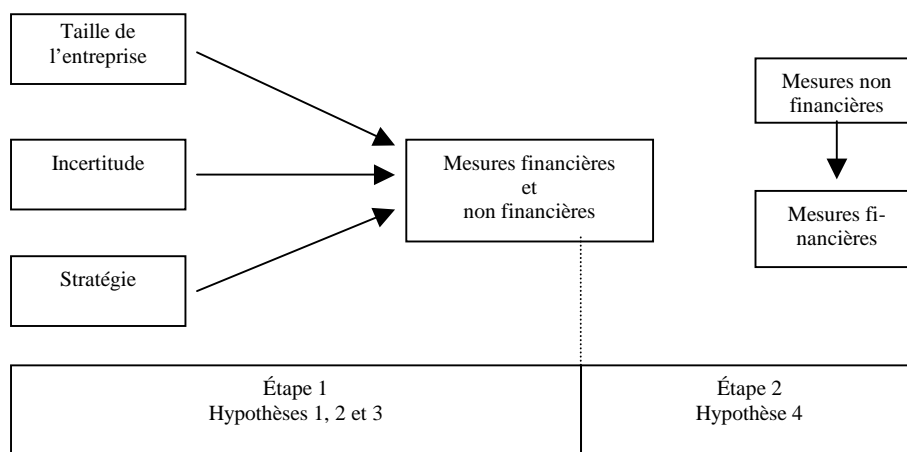 Taille de
l’entreprise
Incertitude
Stratégie
Mesures financières
et
non financières
Mesures non
financières
Mesures fi-
nancières
Étape 1
Hypothèses 1, 2 et 3
Étape 2
Hypothèse 4